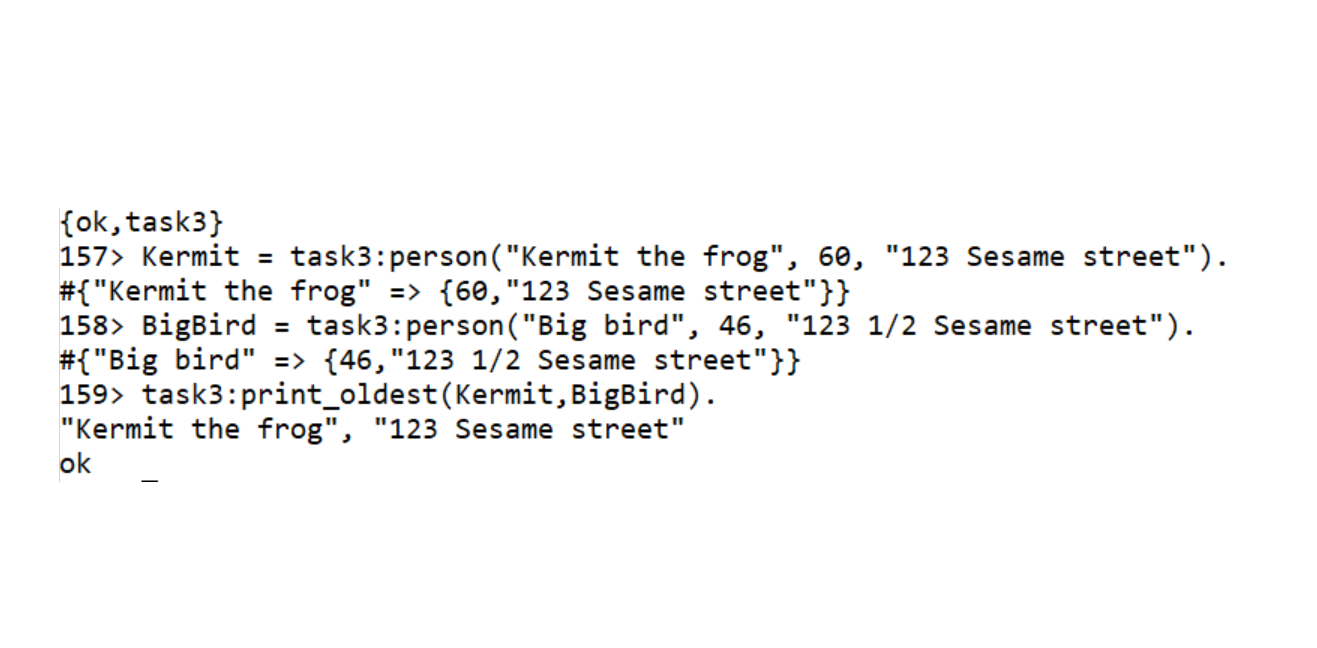 {ok,task3}
157> Kermit = task3:person("Kermit the frog", 60, "123 Sesame street").
#{"Kermit the frog" => {60,"123 Sesame street"}}
158> BigBird = task3:person("Big bird", 46, "123 1/2 Sesame street").
#{"Big bird" => {46,"123 1/2 Sesame street"}}
159> task3:print_oldest(Kermit,BigBird).
"Kermit the frog", "123 Sesame street"
ok